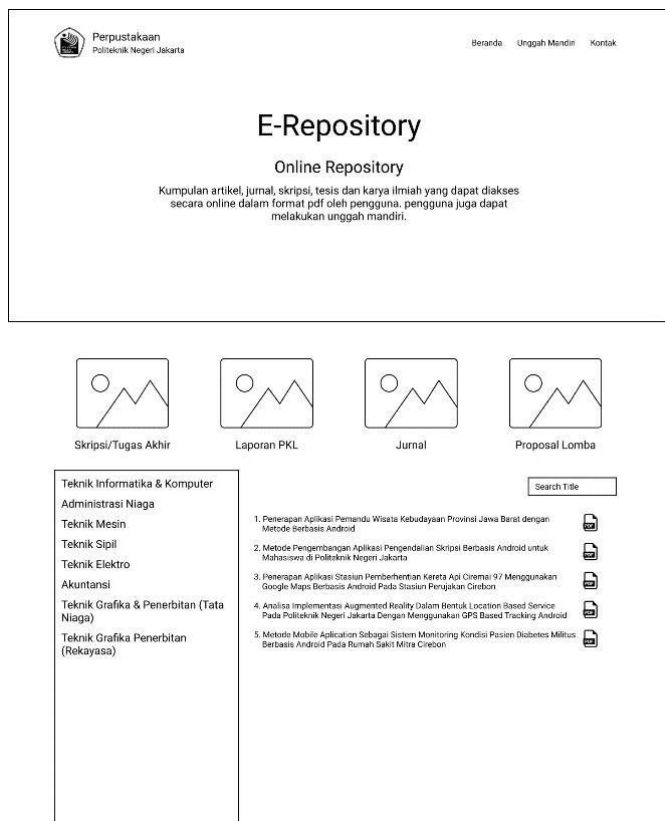 Perpustakaan
Politeknik Negeri Jakarta
Beranda Unggah Mandiri Kontak
E-Repository
Online Repository
Kumpulan artikel, jurnal, skripsi, tesis dan karya ilmiah yang dapat diakses
secara online dalam format pdf oleh pengguna. pengguna juga dapat
melakukan unggah mandiri.
Skripsi/Tugas Akhir
Laporan PKL
Jurnal
Proposal Lomba
Teknik Informatika & Komputer
Administrasi Niaga
Teknik Mesin
Teknik Sipil
Teknik Elektro
Akuntansi
Teknik Grafika & Penerbitan (Tata
Niaga)
Teknik Grafika Penerbitan
(Rekayasa)
Search Title
1. Penerapan Aplikasi Pemandu Wisata Kebudayaan Provinsi Jawa Barat dengan
Metode Berbasis Android
PDF
2. Metode Pengembangan Aplikasi Pengendalian Skripsi Berbasis Android untuk
Mahasiswa di Politeknik Negeri Jakarta
PDF
3. Penerapan Aplikasi Stasiun Pemberhentian Kereta Api Ciremai 97 Menggunakan
Google Maps Berbasis Android Pada Stasiun Perujakan Cirebon
PDF
4. Analisa Implementasi Augmented Reality Dalam Bentuk Location Based Service
Pada Politeknik Negeri Jakarta Dengan Menggunakan GPS Based Tracking Android
PDF
5. Metode Mobile Aplication Sebagai Sistem Monitoring Kondisi Pasien Diabetes Militus
Berbasis Android Pada Rumah Sakit Mitra Cirebon
PDF